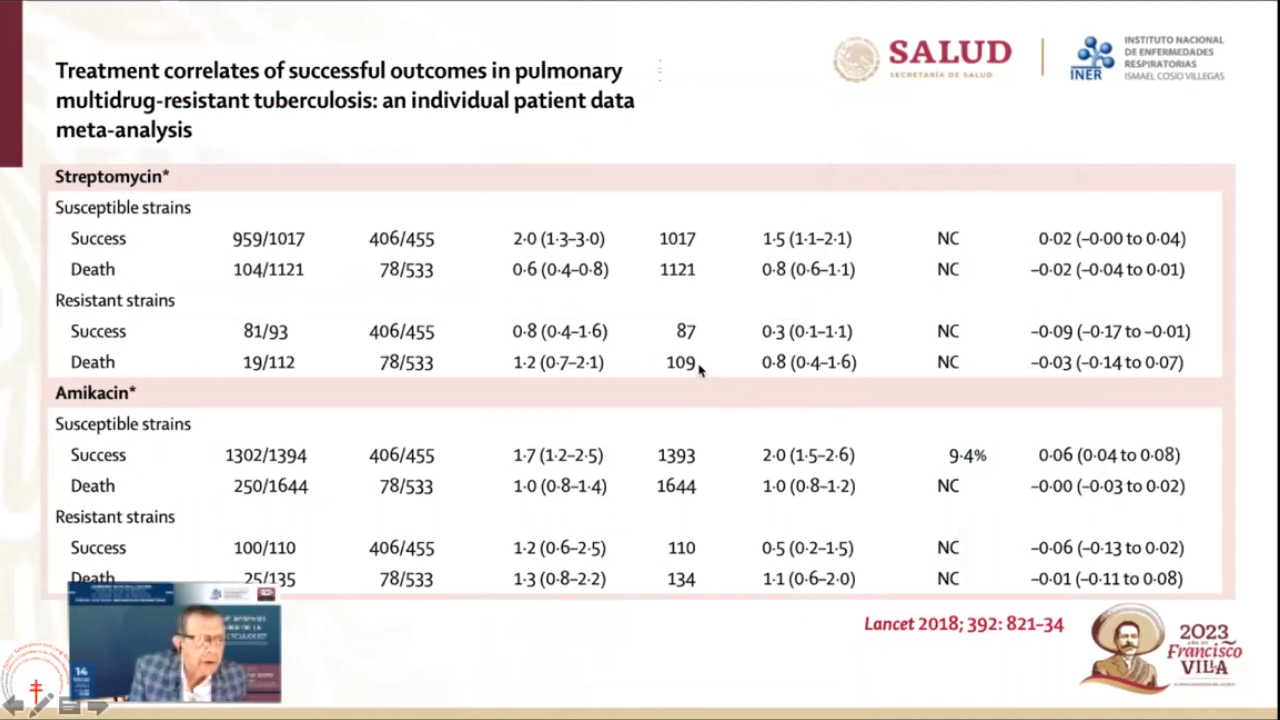 Treatment correlates of successful outcomes in pulmonary
multidrug-resistant tuberculosis: an individual patient data
meta-analysis
SALUD
SECRETARÍA DE SALUD
INER
INSTITUTO NACIONAL
DE ENFERMEDADES
RESPIRATORIAS
ISMAEL COSÍO VILLEGAS
Streptomycin*
Susceptible strains
Success 959/1017 406/455 2·0 (1·3–3·0) 1017 1·5 (1·1–2·1) NC 0·02 (–0·00 to 0·04)
Death 104/1121 78/533 0·6 (0·4–0·8) 1121 0·8 (0·6–1·1) NC –0·02 (–0·04 to 0·01)
Resistant strains
Success 81/93 406/455 0·8 (0·4–1·6) 87 0·3 (0·1–1·1) NC –0·09 (–0·17 to –0·01)
Death 19/112 78/533 1·2 (0·7–2·1) 109 0·8 (0·4–1·6) NC –0·03 (–0·14 to 0·07)
Amikacin*
Susceptible strains
Success 1302/1394 406/455 1·7 (1·2–2·5) 1393 2·0 (1·5–2·6) 9·4% 0·06 (0·04 to 0·08)
Death 250/1644 78/533 1·0 (0·8–1·4) 1644 1·0 (0·8–1·2) NC –0·00 (–0·03 to 0·02)
Resistant strains
Success 100/110 406/455 1·2 (0·6–2·5) 110 0·5 (0·2–1·5) NC –0·06 (–0·13 to 0·02)
Death 25/135 78/533 1·3 (0·8–2·2) 134 1·1 (0·6–2·0) NC –0·01 (–0·11 to 0·08)
Lancet 2018; 392: 821–34
14
2023
Francisco
VILLA